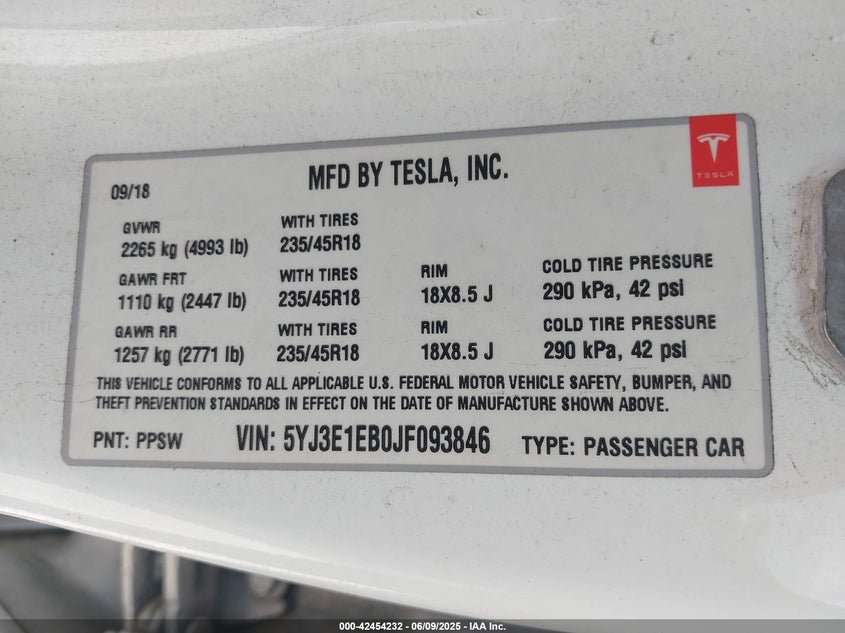 09/18
MFD BY TESLA, INC.
TESLA
GVWR WITH TIRES
2265 kg (4993 lb) 235/45R18
GAWR FRT WITH TIRES RIM COLD TIRE PRESSURE
1110 kg (2447 lb) 235/45R18 18X8.5 J 290 kPa, 42 psi
GAWR RR WITH TIRES RIM COLD TIRE PRESSURE
1257 kg (2771 lb) 235/45R18 18X8.5 J 290 kPa, 42 psi
THIS VEHICLE CONFORMS TO ALL APPLICABLE U.S. FEDERAL MOTOR VEHICLE SAFETY, BUMPER, AND
THEFT PREVENTION STANDARDS IN EFFECT ON THE DATE OF MANUFACTURE SHOWN ABOVE.
PNT: PPSW VIN: 5YJ3E1EB0JF093846 TYPE: PASSENGER CAR
000-42454232 - 06/09/2025 - IAA Inc.